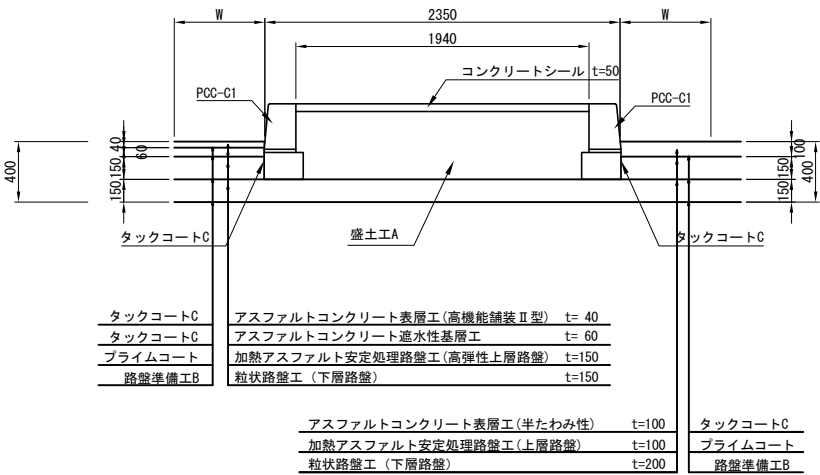 W 2350 W
1940
コンクリートシール t=50
PCC-C1
PCC-C1
400
40
60
150
150
100
150
150
400
タックコートC
盛土工A
タックコートC
タックコートC アスファルトコンクリート表層工(高機能舗装Ⅱ型) t= 40
タックコートC アスファルトコンクリート遮水性基層工 t= 60
プライムコート 加熱アスファルト安定処理路盤工(高弾性上層路盤) t=150
路盤準備工B 粒状路盤工 (下層路盤) t=150
アスファルトコンクリート表層工(半たわみ性) t=100 タックコートC
加熱アスファルト安定処理路盤工(上層路盤) t=100 プライムコート
粒状路盤工 (下層路盤) t=200 路盤準備工B